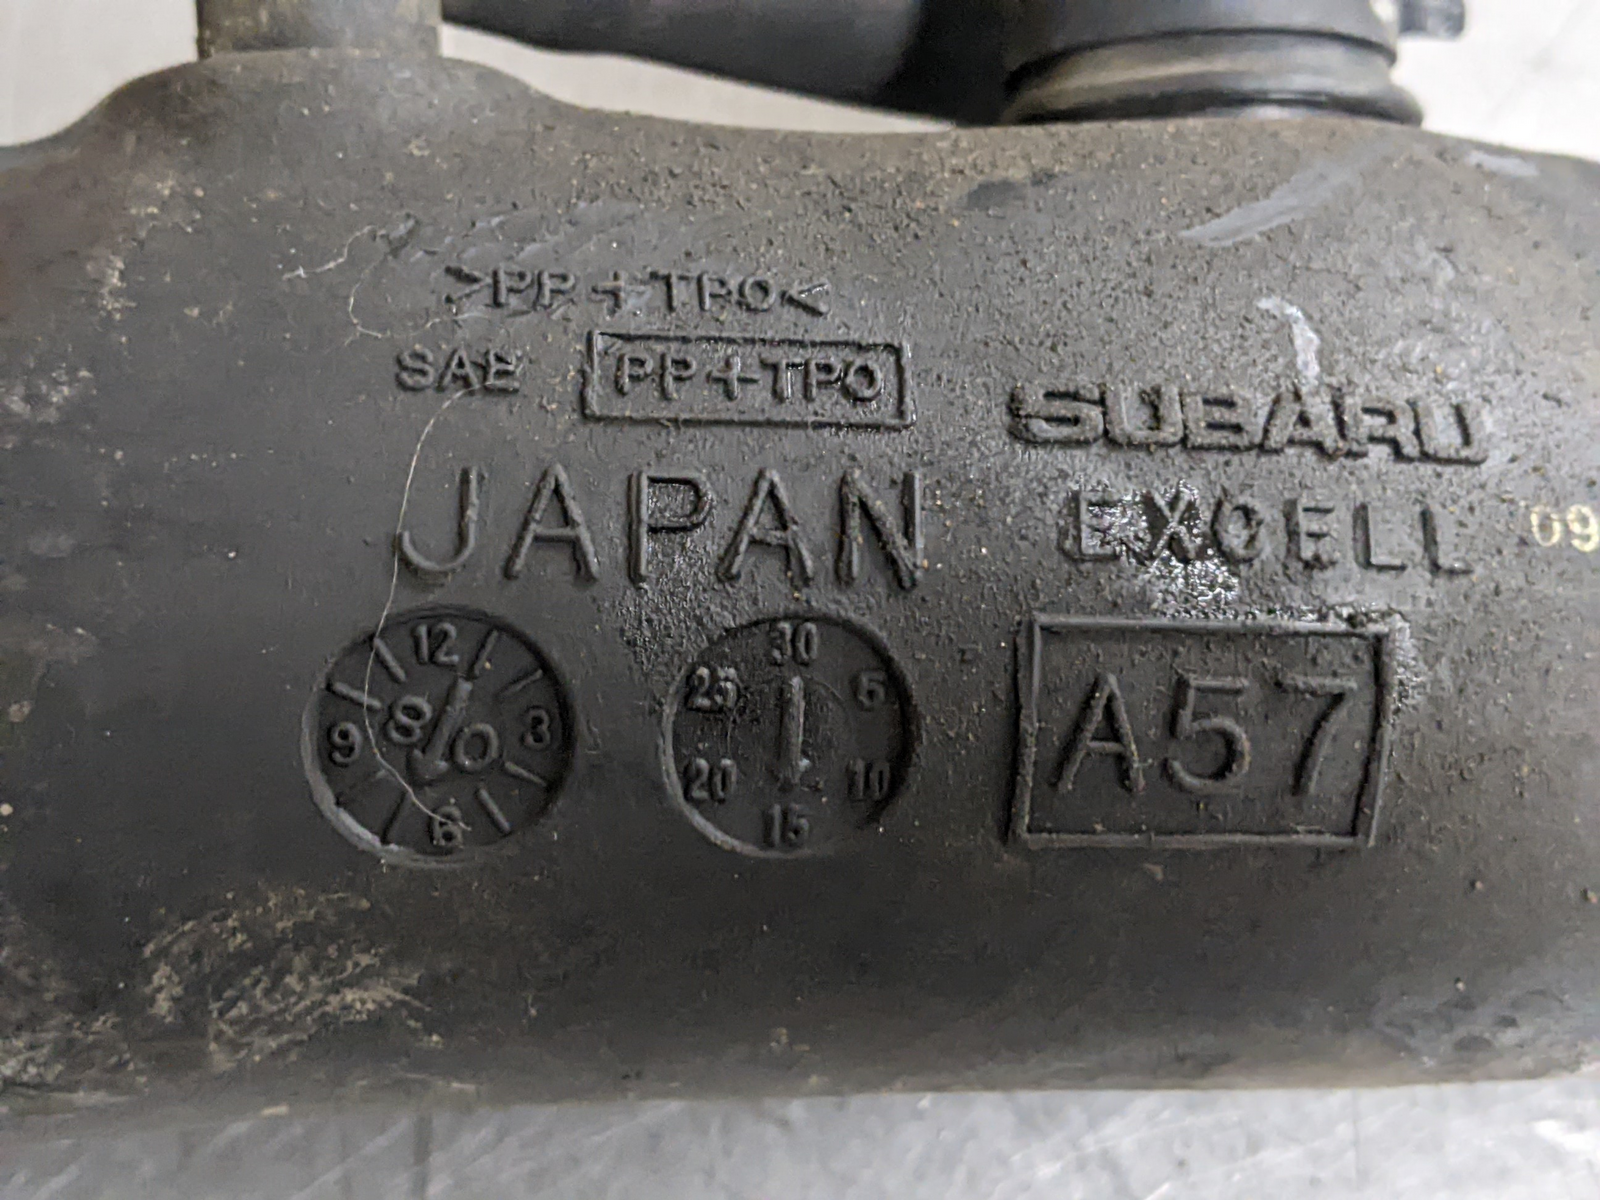 >PP+TPO<
SAE PP+TPO
SUBARU
JAPAN
EXCELL
09
12
3
6
9
8 0
30
5
10
15
20
25
A57